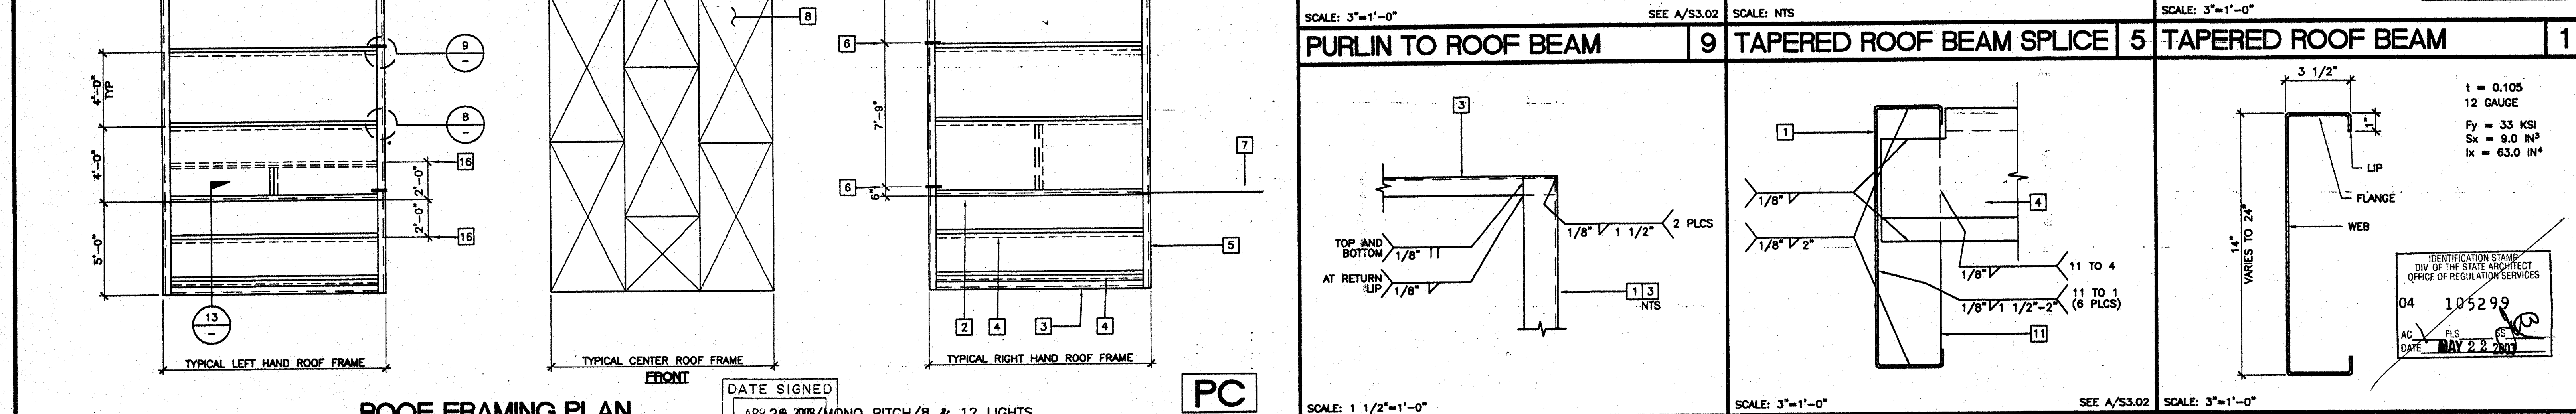 9
-
8
-
4'-0"
TYP
4'-0"
5'-0"
16
2'-0"
2'-0"
16
13
-
TYPICAL LEFT HAND ROOF FRAME
8
TYPICAL CENTER ROOF FRAME
FRONT
6
7'-9"
6
6"
7
5
2
4
3
4
TYPICAL RIGHT HAND ROOF FRAME
ROOF FRAMING PLAN
DATE SIGNED
MONO PITCH/8 & 12 LIGHTS
PC
SCALE: 3"=1'-0"
SEE A/S3.02
PURLIN TO ROOF BEAM
9
3
TOP AND
BOTTOM
1/8"
AT RETURN
LIP
1/8"
1/8" 1 1/2"
2 PLCS
1 3
NTS
SCALE: 1 1/2"=1'-0"
SCALE: NTS
TAPERED ROOF BEAM SPLICE
5
1
1/8"
1/8" 2"
4
1/8"
11 TO 4
1/8" 1 1/2"-2"
11 TO 1
(6 PLCS)
11
SCALE: 3"=1'-0"
SEE A/S3.02
SCALE: 3"=1'-0"
TAPERED ROOF BEAM
1
3 1/2"
1"
t = 0.105
12 GAUGE
Fy = 33 KSI
Sx = 9.0 IN³
Ix = 63.0 IN⁴
LIP
FLANGE
WEB
14"
VARIES TO 24"
IDENTIFICATION STAMP
DIV OF THE STATE ARCHITECT
OFFICE OF REGULATION SERVICES
04 105299
AC FLS SS
DATE MAY 22 2003
SCALE: 3"=1'-0"